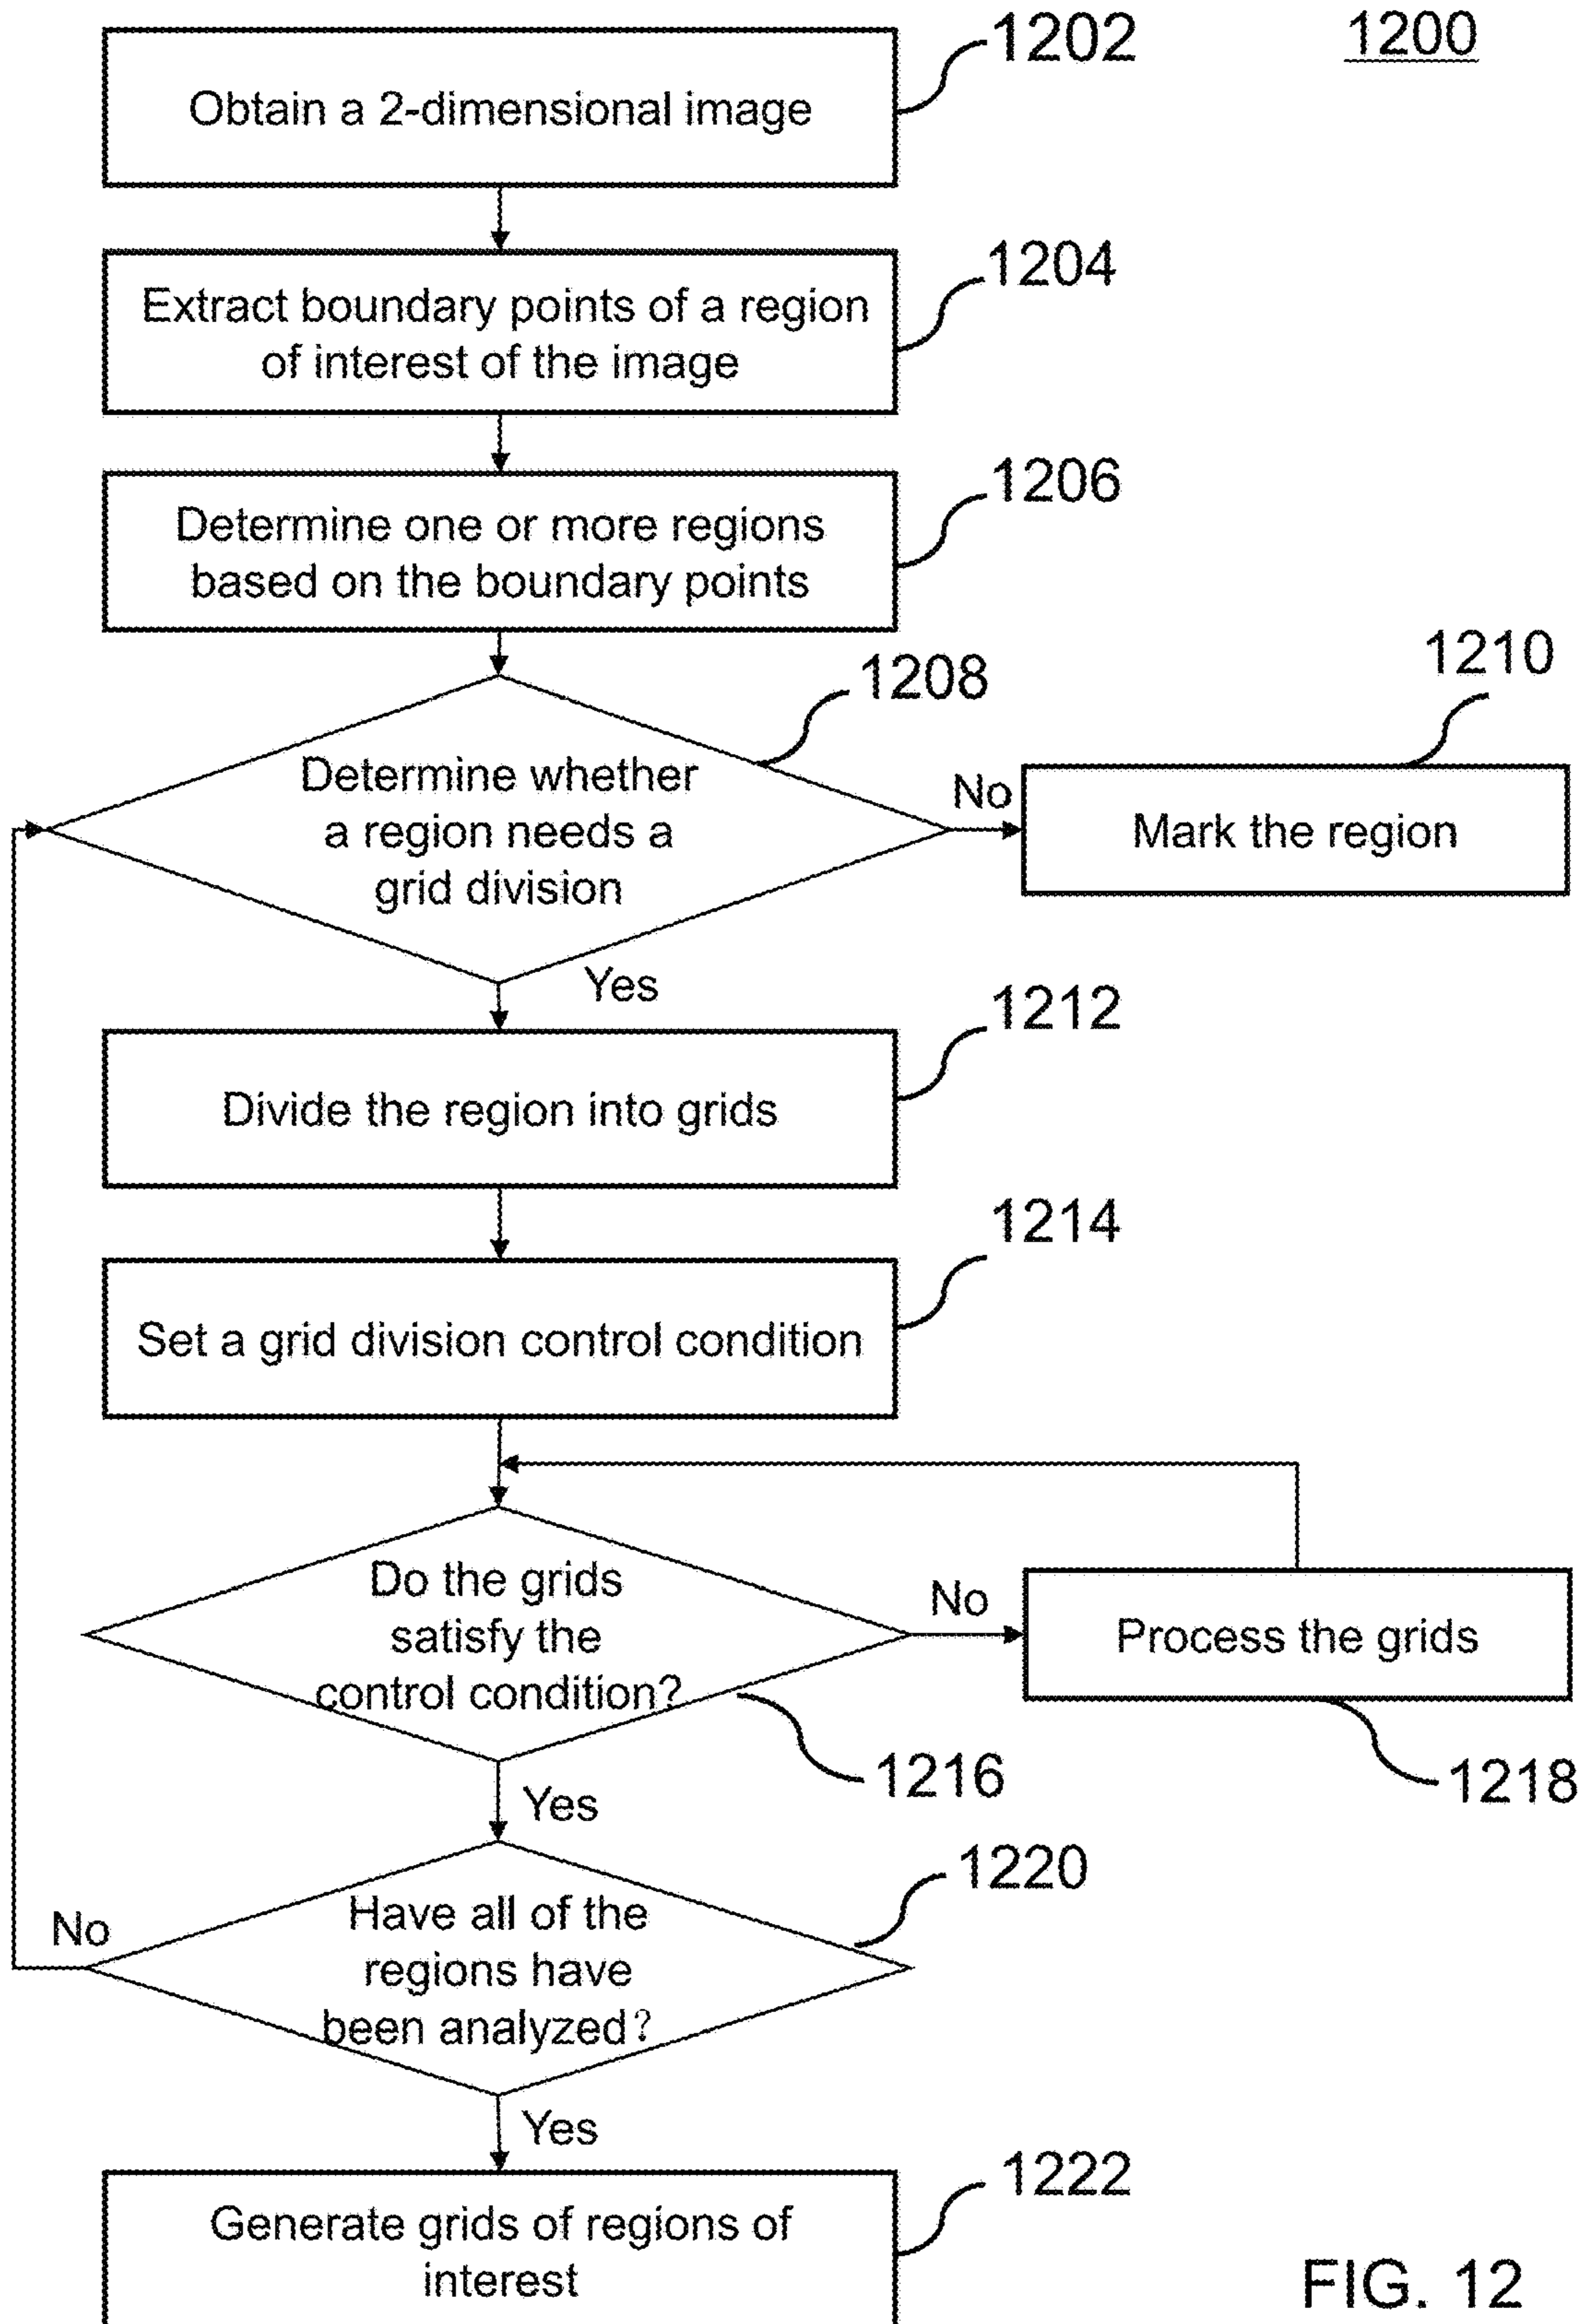 1200
1202
Obtain a 2-dimensional image
1204
Extract boundary points of a region
of interest of the image
1206
Determine one or more regions
based on the boundary points
1208
Determine whether
a region needs a
grid division
No
1210
Mark the region
Yes
1212
Divide the region into grids
1214
Set a grid division control condition
Do the grids
satisfy the
control condition?
No
Process the grids
1216
1218
Yes
1220
Have all of the
regions have
been analyzed?
No
Yes
1222
Generate grids of regions of
interest
FIG. 12